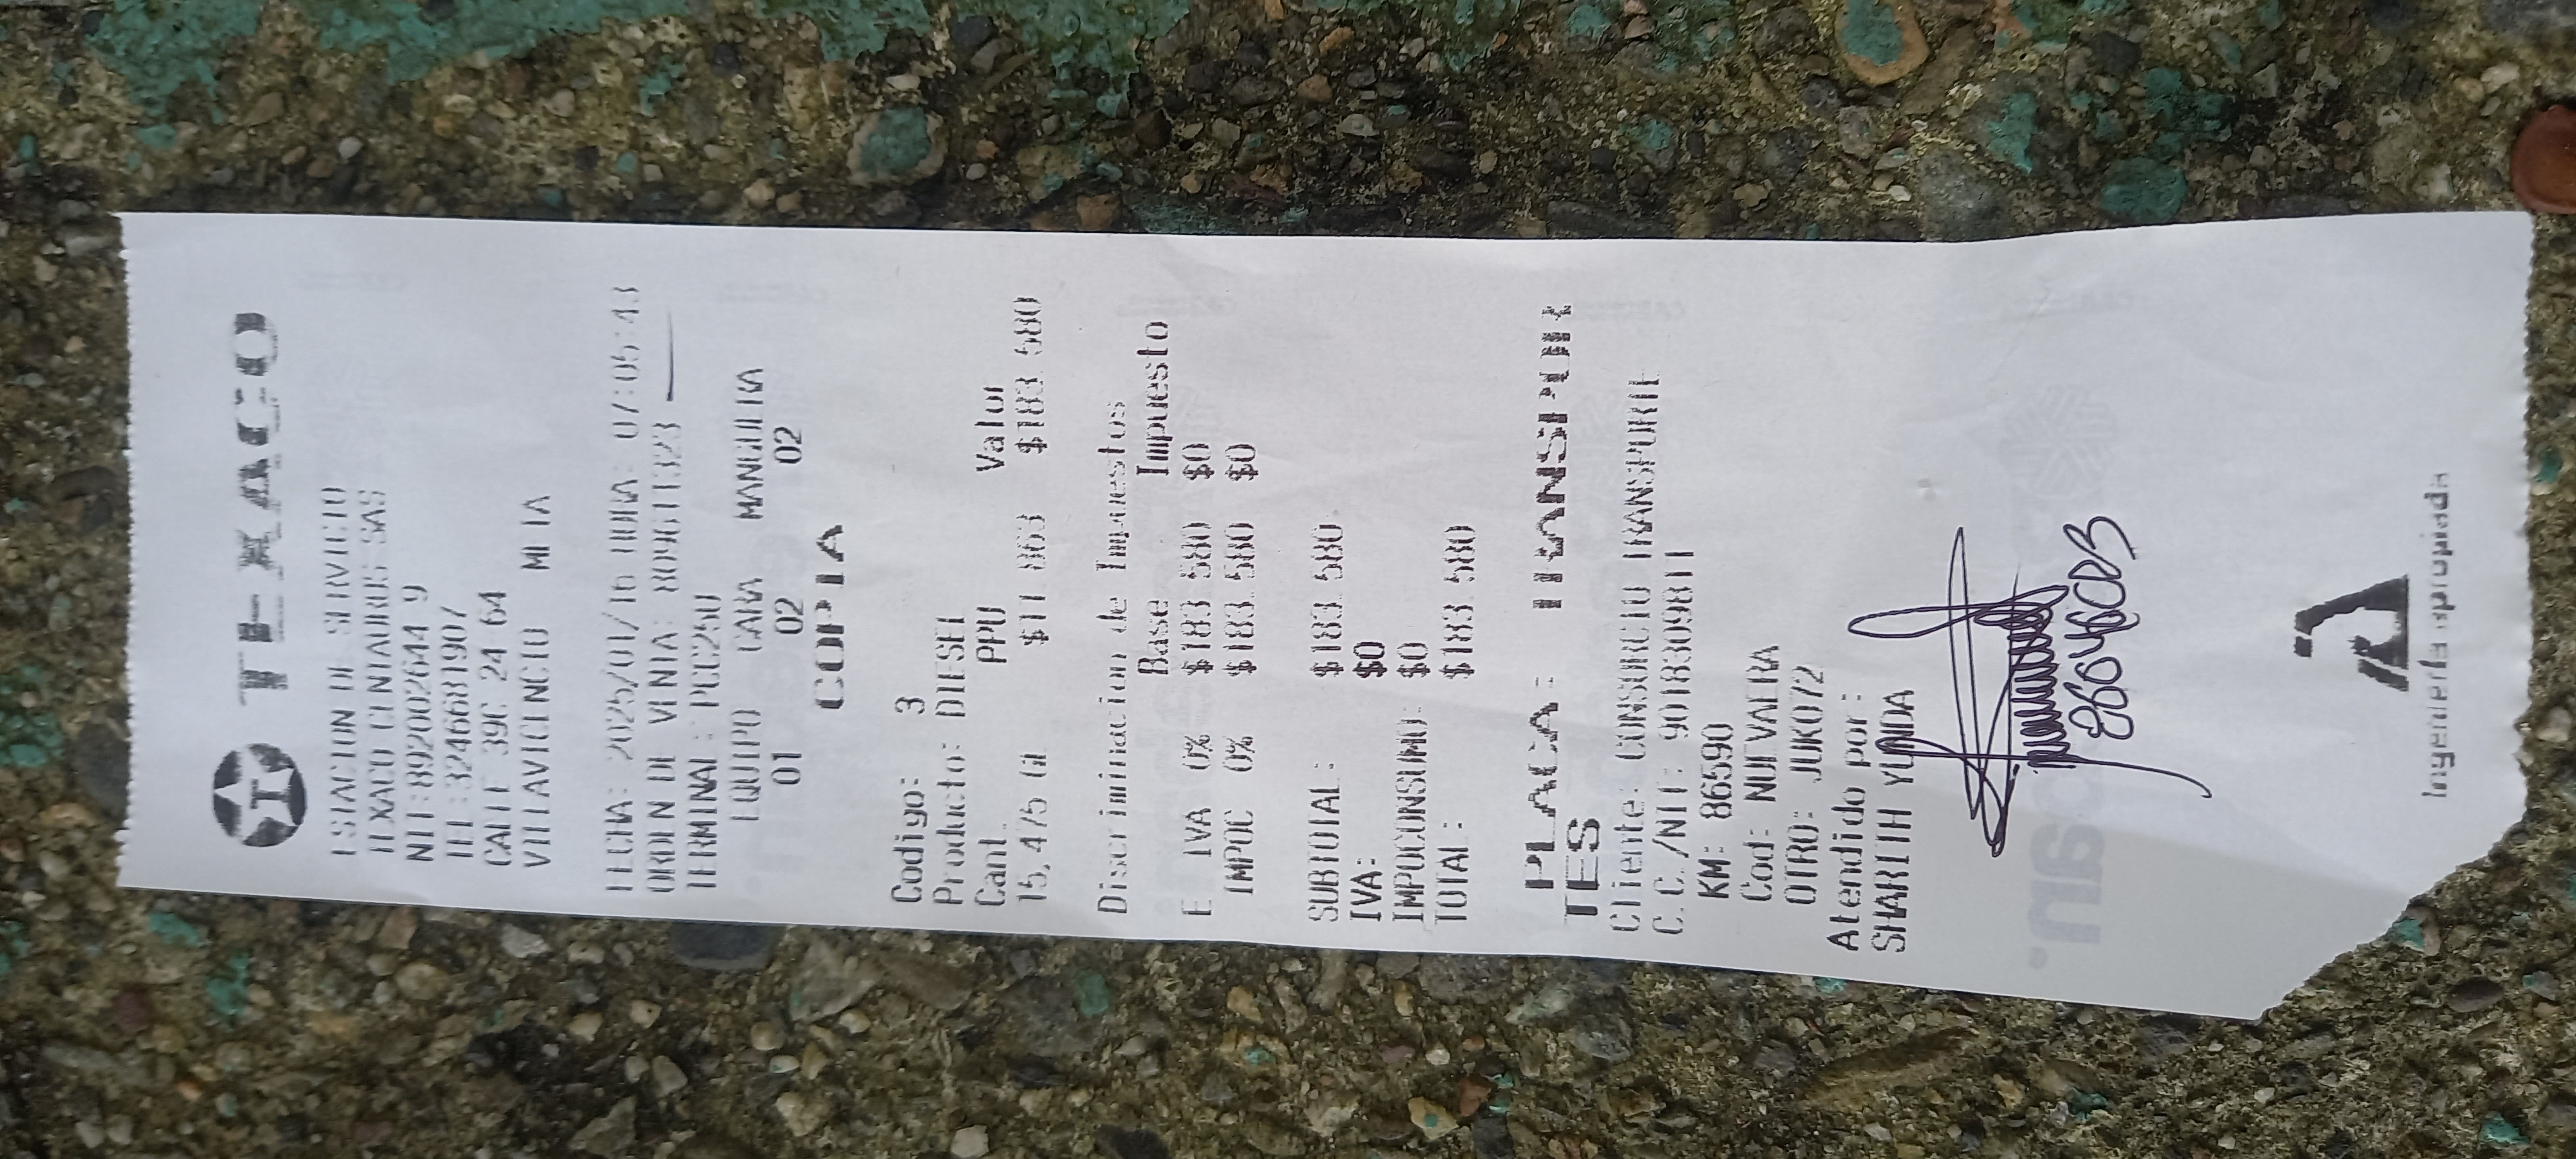 TEXACO
ESTACION DE SERVICIO
TEXACO CENTAUROS SAS
NIT:892002644 9
TEL:3246681907
CALLE 39C 24 64
VILLAVICENCIO META
FECHA: 2025/01/16 HORA: 07:05:43
ORDEN DE VENTA: 8096111323
TERMINAL: PGC250
EQUIPO CARA MANGUERA
01 02 02
COPIA
Codigo: 3
Producto: DIESEL
Cant PPU Valor
15,475 Gl $11.863 $183.580
Discriminacion de Impuestos
Base Impuesto
E IVA 0% $183.580 $0
IMPOC 0% $183.580 $0
SUBTOTAL: $183.580
IVA: $0
IMPOCONSUMO: $0
TOTAL: $183.580
PLACA: TRANSPOR
TES
Cliente: CONSORCIO TRANSPORTE
C.C./NIT: 901830981
KM: 86590
Cod: NUEVAERA
OTRO: JUK072
Atendido por:
SHARITH YUNDA
Ingeniería apropiada